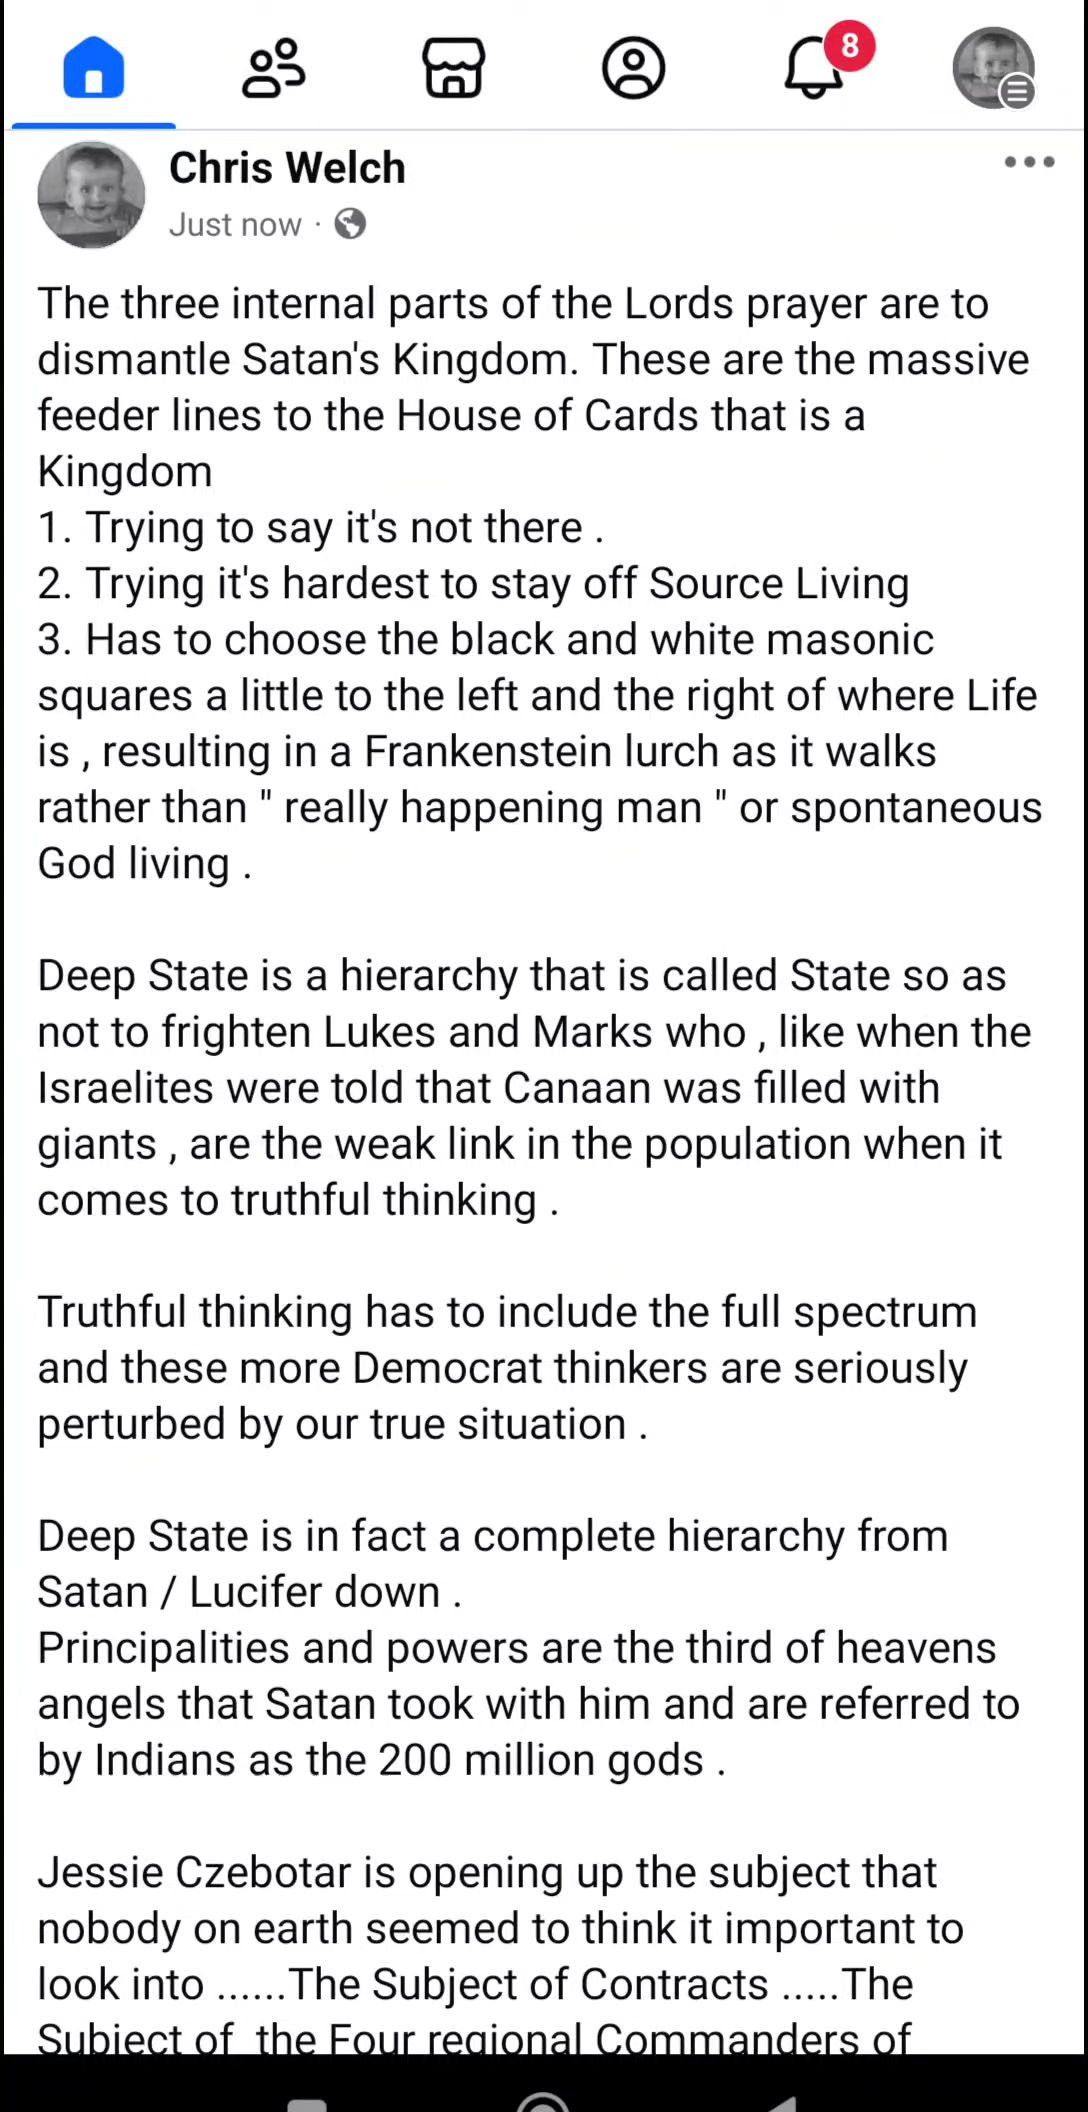 8
Chris Welch
Just now ·
The three internal parts of the Lords prayer are to
dismantle Satan's Kingdom. These are the massive
feeder lines to the House of Cards that is a
Kingdom
1. Trying to say it's not there .
2. Trying it's hardest to stay off Source Living
3. Has to choose the black and white masonic
squares a little to the left and the right of where Life
is , resulting in a Frankenstein lurch as it walks
rather than " really happening man " or spontaneous
God living .
Deep State is a hierarchy that is called State so as
not to frighten Lukes and Marks who , like when the
Israelites were told that Canaan was filled with
giants , are the weak link in the population when it
comes to truthful thinking .
Truthful thinking has to include the full spectrum
and these more Democrat thinkers are seriously
perturbed by our true situation .
Deep State is in fact a complete hierarchy from
Satan / Lucifer down .
Principalities and powers are the third of heavens
angels that Satan took with him and are referred to
by Indians as the 200 million gods .
Jessie Czebotar is opening up the subject that
nobody on earth seemed to think it important to
look into ......The Subject of Contracts .....The
Subject of  the Four regional Commanders of